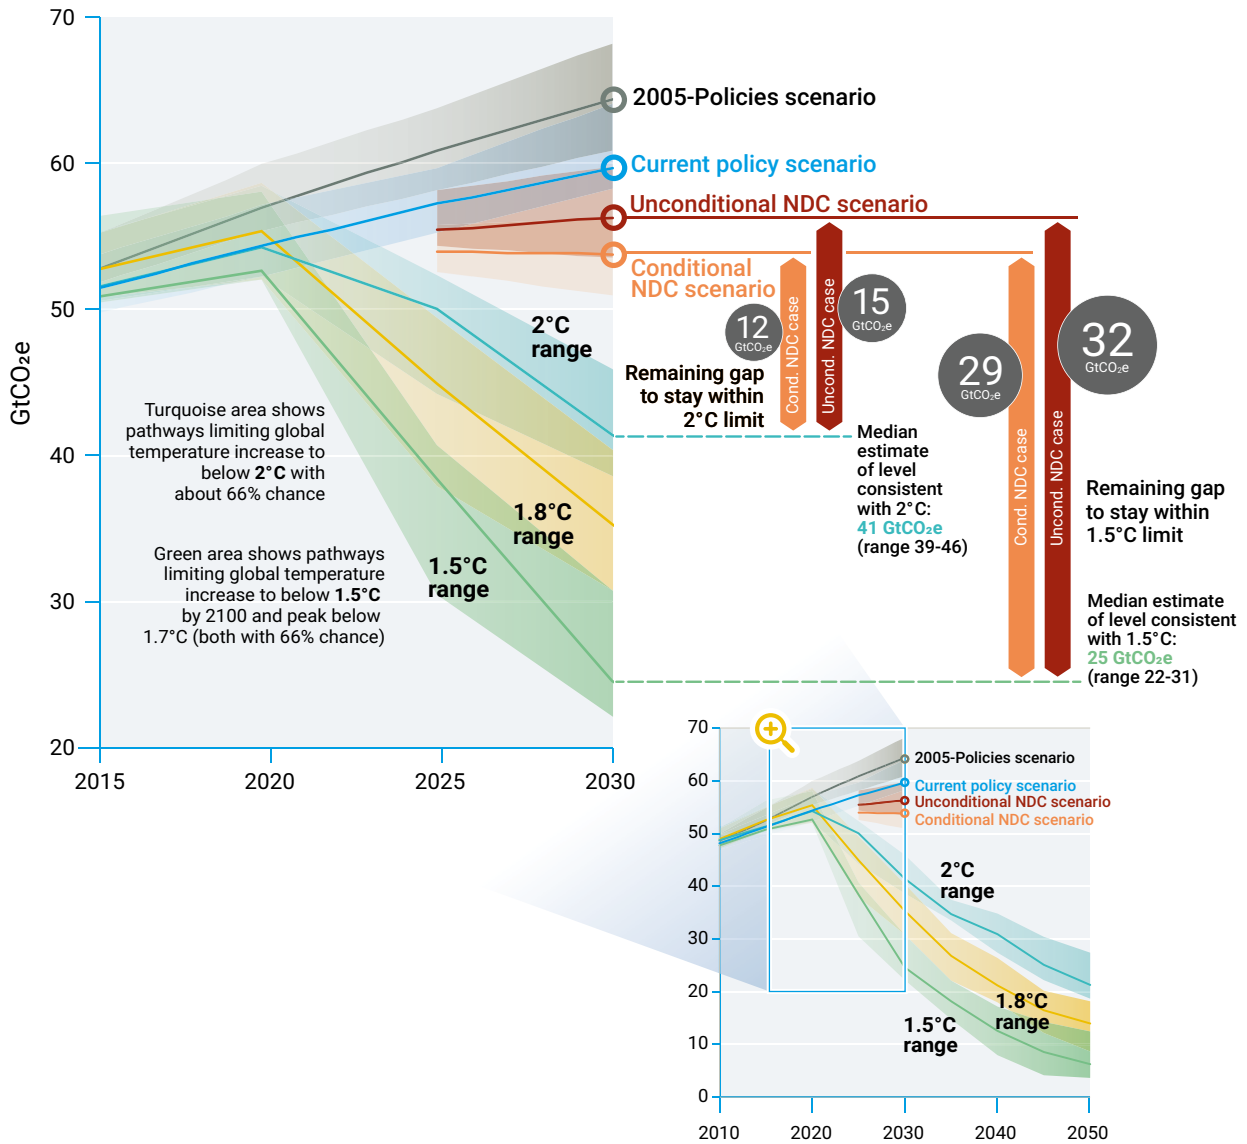 70
60
50
40
30
20
GtCO₂e
2015
2020
2025
2030
2005-Policies scenario
Current policy scenario
Unconditional NDC scenario
Conditional
NDC scenario
2°C
range
1.8°C
range
1.5°C
range
Turquoise area shows
pathways limiting global
temperature increase to
below 2°C with
about 66% chance
Green area shows pathways
limiting global temperature
increase to below 1.5°C
by 2100 and peak below
1.7°C (both with 66% chance)
12
GtCO₂e
Cond. NDC case
Uncond. NDC case
15
GtCO₂e
Remaining gap
to stay within
2°C limit
Median
estimate
of level
consistent
with 2°C:
41 GtCO₂e
(range 39-46)
29
GtCO₂e
Cond. NDC case
Uncond. NDC case
32
GtCO₂e
Remaining gap
to stay within
1.5°C limit
Median estimate
of level consistent
with 1.5°C:
25 GtCO₂e
(range 22-31)
70
60
50
40
30
20
10
0
2010
2020
2030
2040
2050
2005-Policies scenario
Current policy scenario
Unconditional NDC scenario
Conditional NDC scenario
2°C
range
1.8°C
range
1.5°C
range